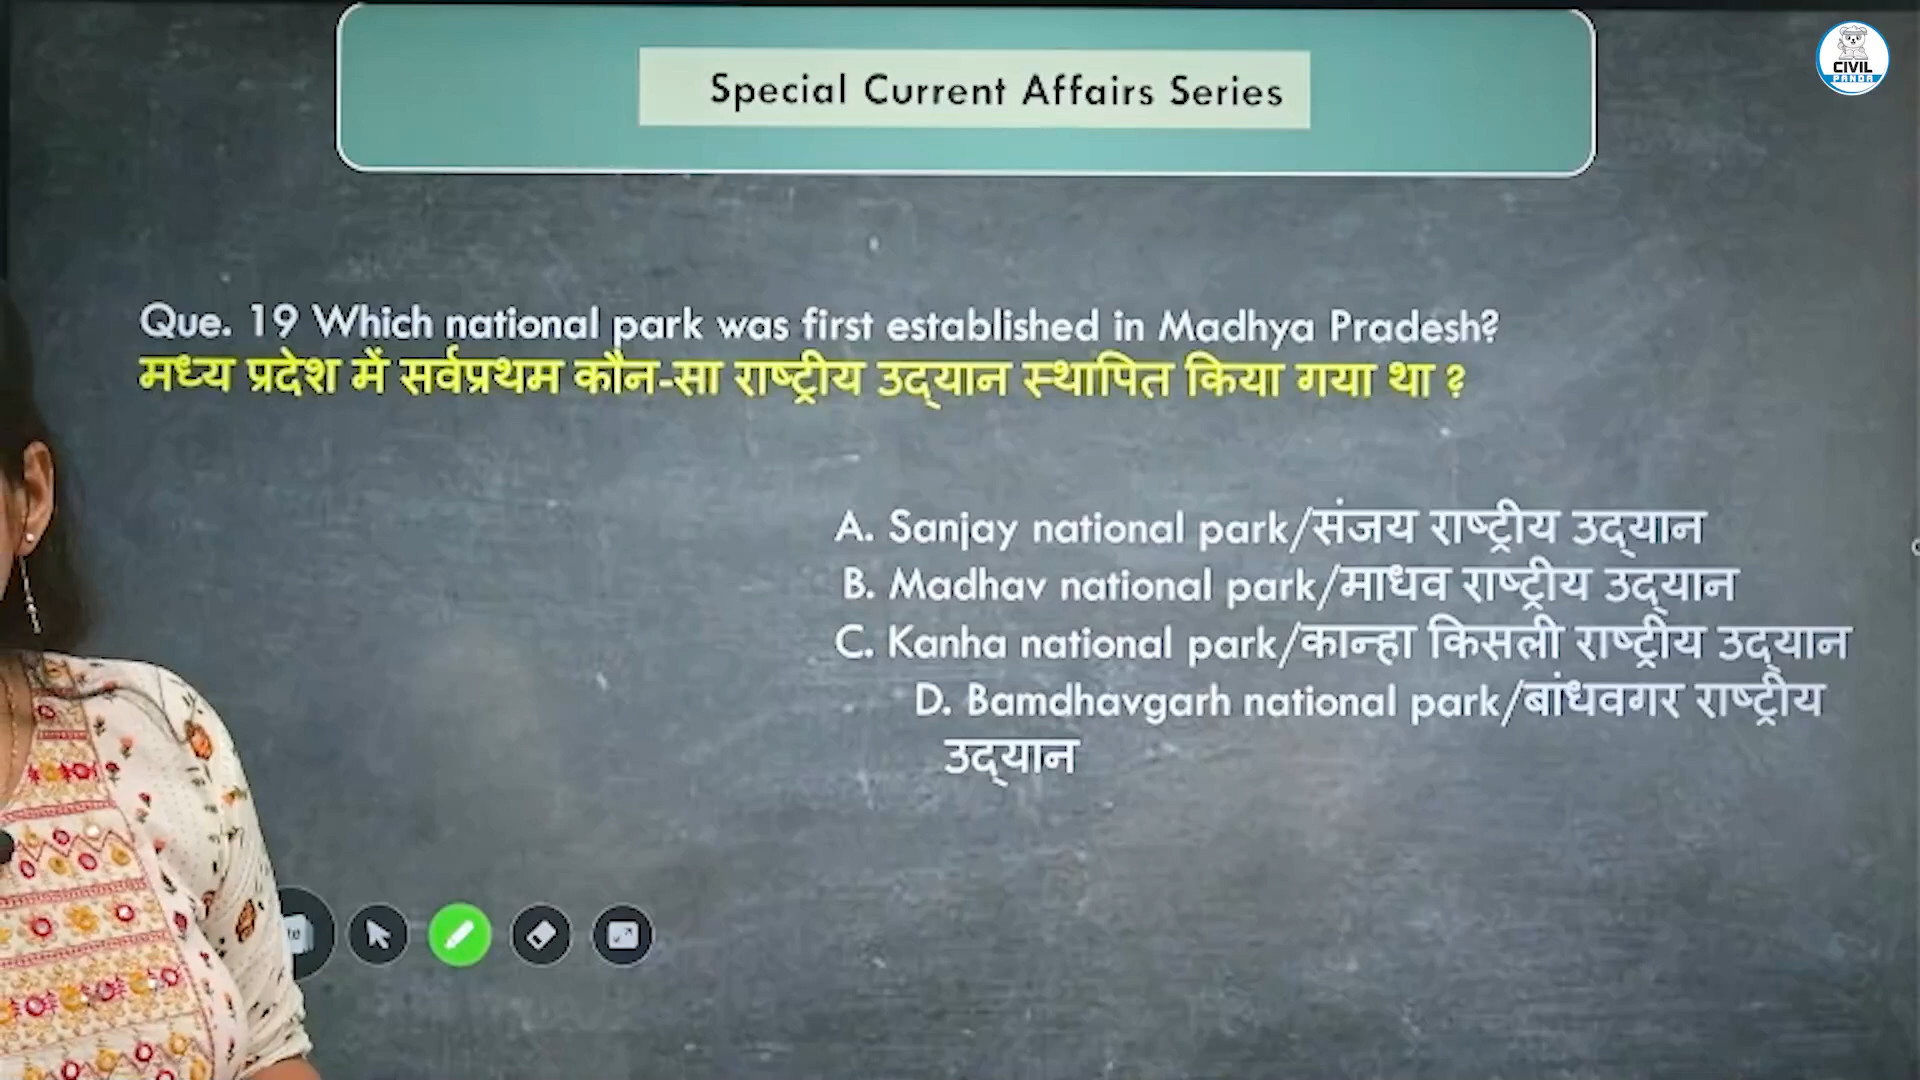 CIVIL
PANDA
Special Current Affairs Series
Que. 19 Which national park was first established in Madhya Pradesh?
मध्य प्रदेश में सर्वप्रथम कौन-सा राष्ट्रीय उद्यान स्थापित किया गया था ?
A. Sanjay national park/संजय राष्ट्रीय उद्यान
B. Madhav national park/माधव राष्ट्रीय उद्यान
C. Kanha national park/कान्हा किसली राष्ट्रीय उद्यान
D. Bamdhavgarh national park/बांधवगर राष्ट्रीय
उद्यान